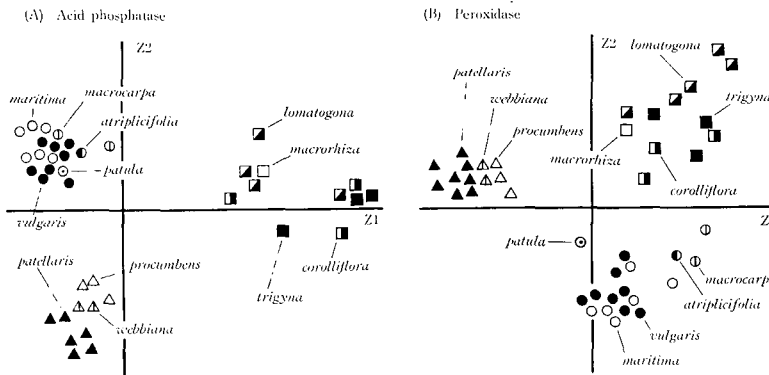 (A) Acid phosphatase
Z2
maritima
macrocarpa
atriplicifolia
patula
vulgaris
lomatogona
macrorhiza
Z1
patellaris
procumbens
webbiana
trigyna
corolliflora
(B) Peroxidase
Z2
lomatogona
patellaris
webbiana
procumbens
trigyna
macrorhiza
corolliflora
Z
patula
macrocarp
atriplicifolia
vulgaris
maritima